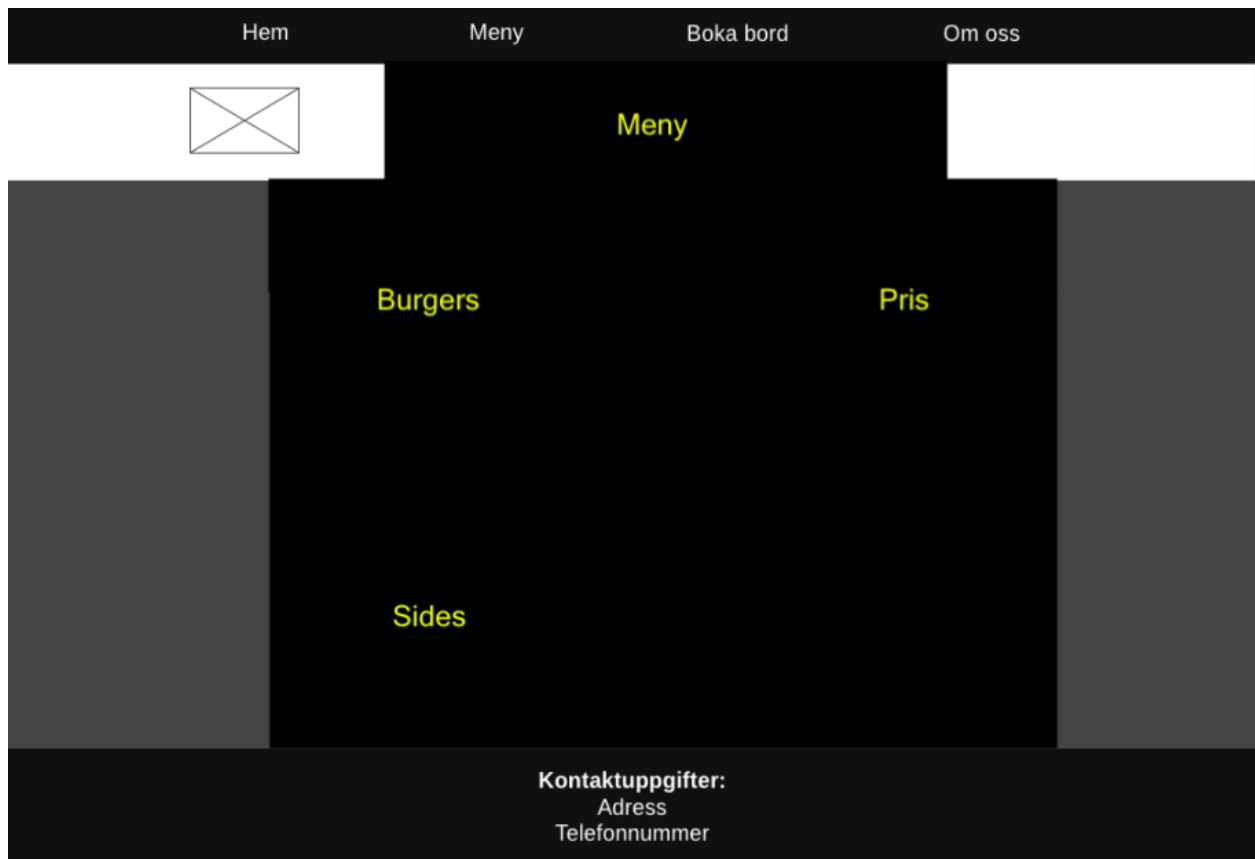 Hem Meny Boka bord Om oss
Meny
Burgers Pris
Sides
Kontaktuppgifter:
Adress
Telefonnummer